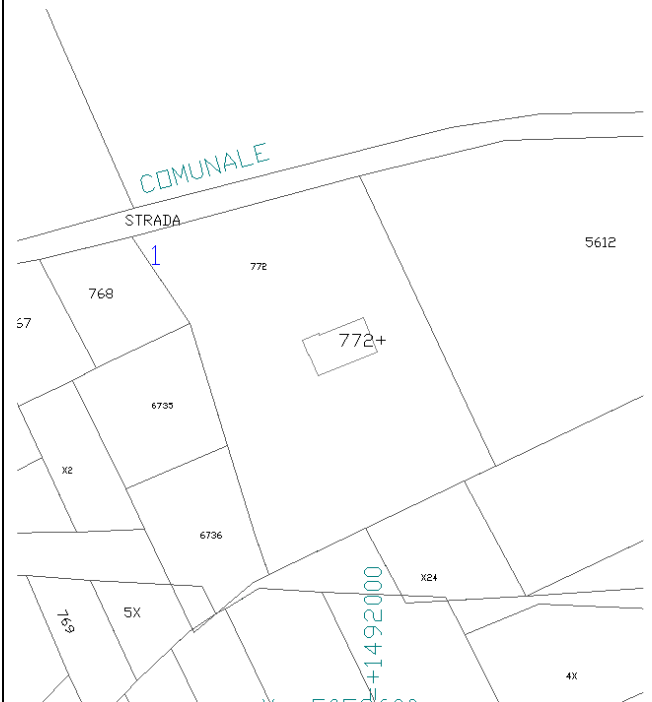 COMUNALE
STRADA
5612
1
772
768
67
772+
6735
X2
6736
X24
=+1492000
769
5X
4X